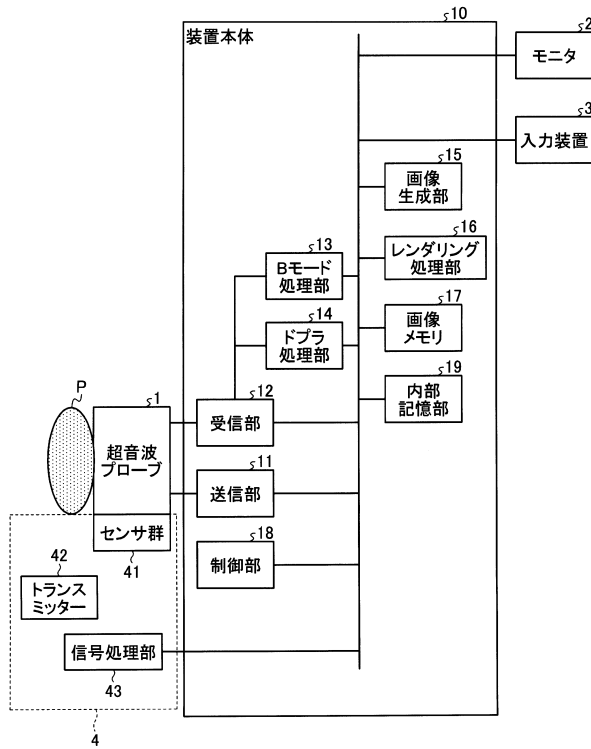 10
装置本体
2
モニタ
3
入力装置
15
画像
生成部
16
レンダリング
処理部
13
Bモード
処理部
17
画像
メモリ
14
ドプラ
処理部
19
内部
記憶部
P
1
超音波
プローブ
12
受信部
11
送信部
センサ群
41
18
制御部
42
トランス
ミッター
信号処理部
43
4